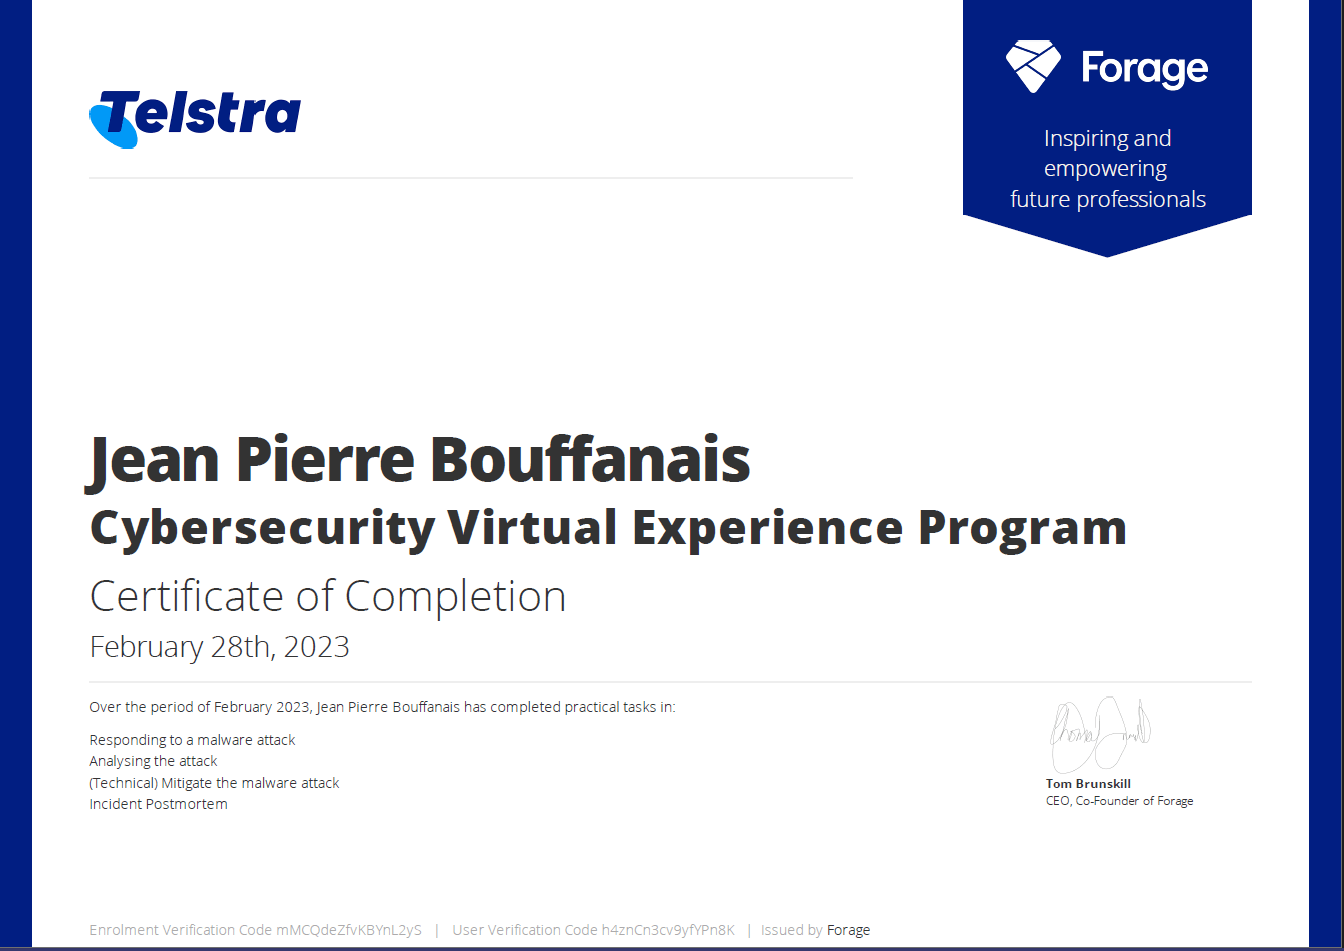 Telstra
Forage
Inspiring and
empowering
future professionals
Jean Pierre Bouffanais
Cybersecurity Virtual Experience Program
Certificate of Completion
February 28th, 2023
Over the period of February 2023, Jean Pierre Bouffanais has completed practical tasks in:
Responding to a malware attack
Analysing the attack
(Technical) Mitigate the malware attack
Incident Postmortem
Tom Brunskill
CEO, Co-Founder of Forage
Enrolment Verification Code mMCQdeZfvKBYnL2yS | User Verification Code h4znCn3cv9yfYPn8K | Issued by Forage